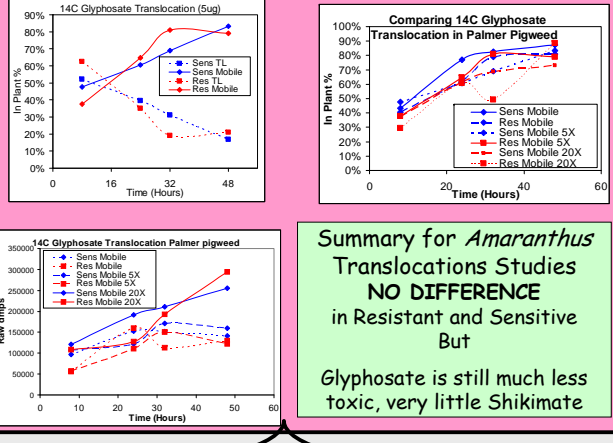 14C Glyphosate Translocation (5ug)
In Plant %
90%
80%
70%
60%
50%
40%
30%
20%
10%
0%
Sens TL
Sens Mobile
Res TL
Res Mobile
0 16 32 48
Time (Hours)
Comparing 14C Glyphosate
Translocation in Palmer Pigweed
In Plant %
100%
90%
80%
70%
60%
50%
40%
30%
20%
10%
0%
Sens Mobile
Res Mobile
Sens Mobile 5X
Res Mobile 5X
Sens Mobile 20X
Res Mobile 20X
0 20 40 60
Time (Hours)
14C Glyphosate Translocation Palmer pigweed
Raw dmps
350000
300000
250000
200000
150000
100000
50000
0
Sens Mobile
Res Mobile
Sens Mobile 5X
Res Mobile 5X
Sens Mobile 20X
Res Mobile 20X
0 10 20 30 40 50 60
Time (Hours)
Summary for Amaranthus
Translocations Studies
NO DIFFERENCE
in Resistant and Sensitive
But
Glyphosate is still much less
toxic, very little Shikimate